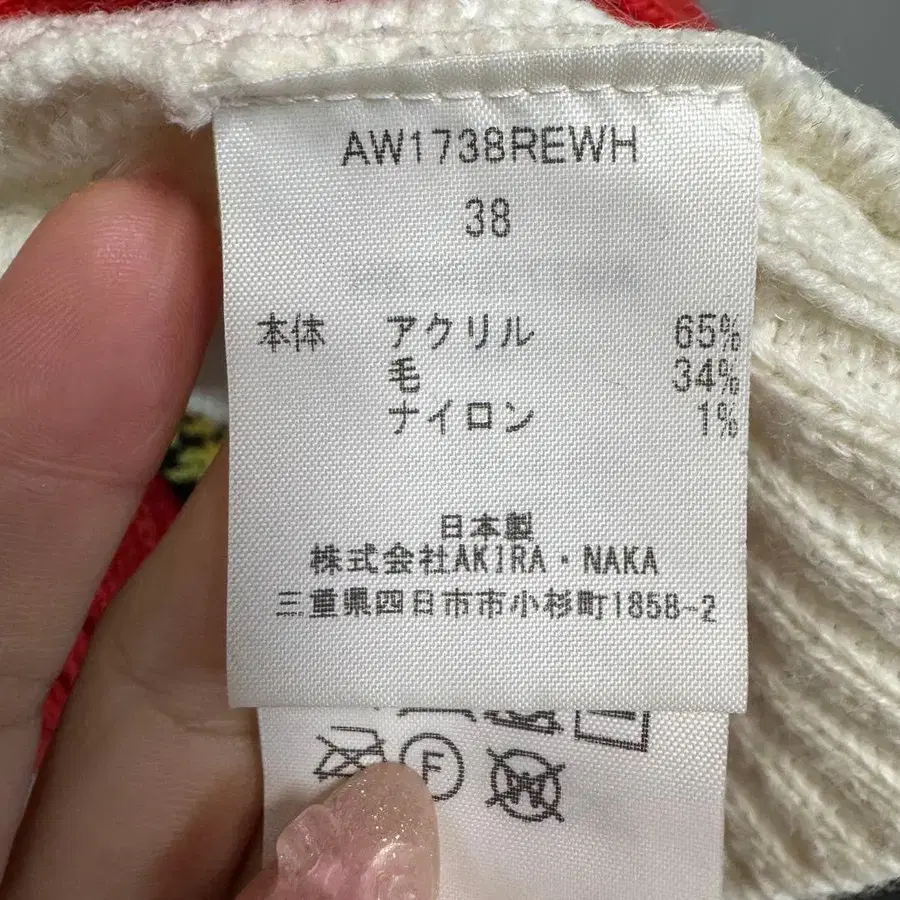 AW1738REWH
38
本体 アクリル 65%
毛 34%
ナイロン 1%
日本製
株式会社AKIRA・NAKA
三重県四日市市小杉町1858-2
F
W